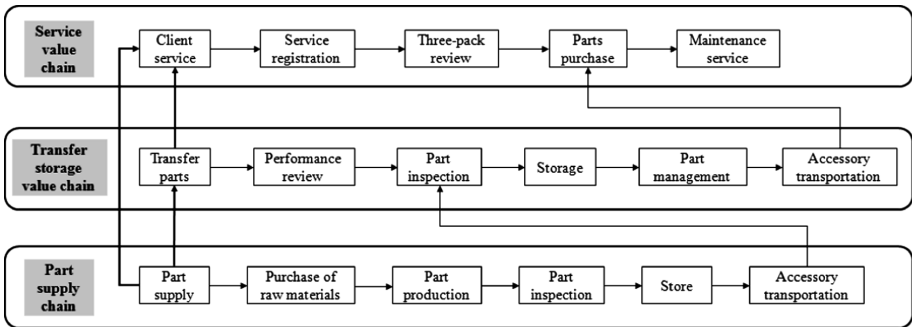 Service
value
chain
Client
service
Service
registration
Three-pack
review
Parts
purchase
Maintenance
service
Transfer
storage
value chain
Transfer
parts
Performance
review
Part
inspection
Storage
Part
management
Accessory
transportation
Part
supply
chain
Part
supply
Purchase of
raw materials
Part
production
Part
inspection
Store
Accessory
transportation